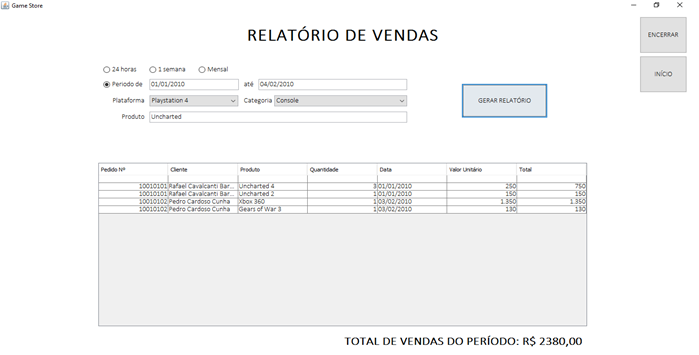 Game Store
RELATÓRIO DE VENDAS
ENCERRAR
INÍCIO
24 horas 1 semana Mensal
Periodo de 01/01/2010 até 04/02/2010
Plataforma Playstation 4 Categoria Console
GERAR RELATÓRIO
Produto Uncharted
Pedido Nº Cliente Produto Quantidade Data Valor Unitário Total
10010101 Rafael Cavalcanti Bar... Uncharted 4 3 01/01/2010 250 750
10010101 Rafael Cavalcanti Bar... Uncharted 2 1 01/01/2010 150 150
10010102 Pedro Cardoso Cunha Xbox 360 1 03/02/2010 1.350 1.350
10010102 Pedro Cardoso Cunha Gears of War 3 1 03/02/2010 130 130
TOTAL DE VENDAS DO PERÍODO: R$ 2380,00